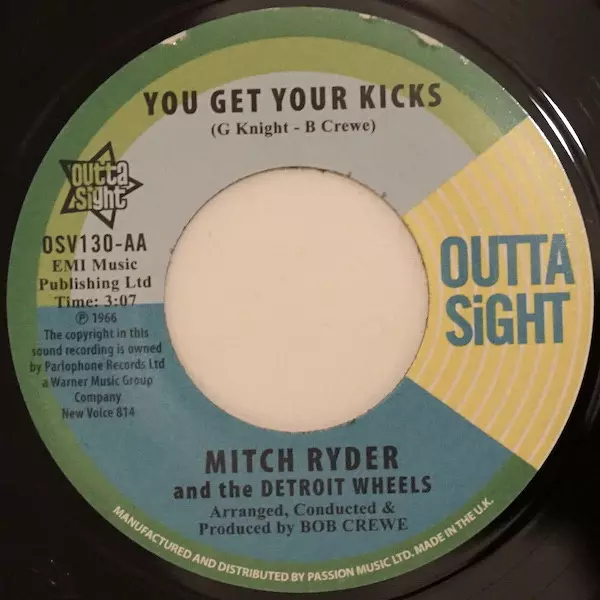 YOU GET YOUR KICKS
(G Knight - B Crewe)
Outta
Sight
OSV130-AA
EMI Music
Publishing Ltd
Time: 3:07
℗ 1966
The copyright in this
sound recording is owned
by Parlophone Records Ltd
a Warner Music Group
Company
New Voice 814
OUTTA
SiGHT
MITCH RYDER
and the DETROIT WHEELS
Arranged, Conducted &
Produced by BOB CREWE
MANUFACTURED AND DISTRIBUTED BY PASSION MUSIC LTD. MADE IN THE U.K.